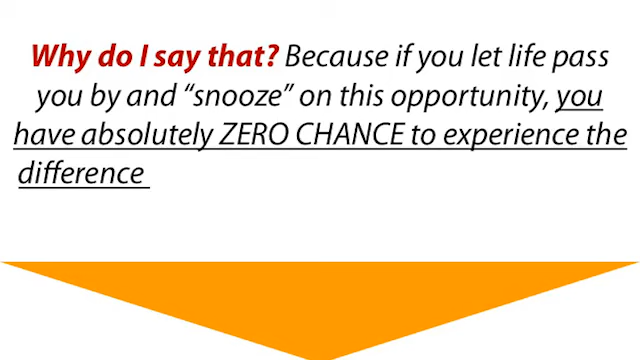 Why do I say that? Because if you let life pass
you by and “snooze” on this opportunity, you
have absolutely ZERO CHANCE to experience the
difference